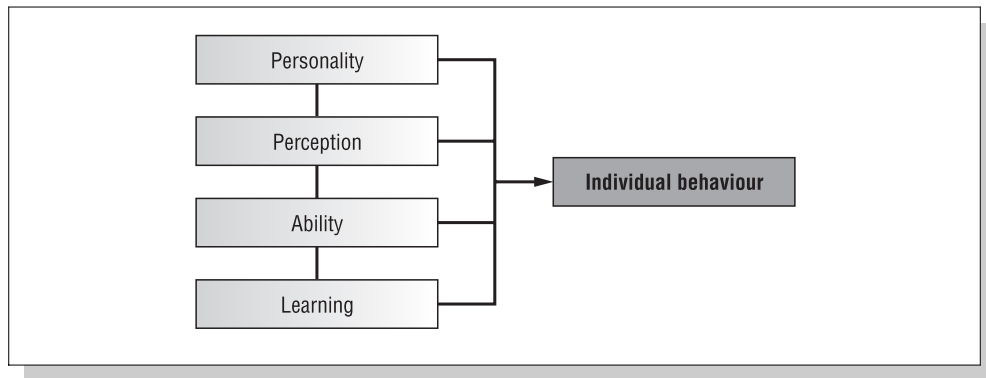 Personality
Perception
Ability
Learning
Individual behaviour